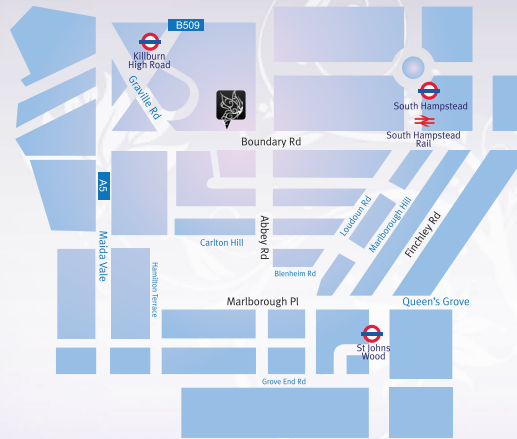 B509
Killburn
High Road
Graville Rd
South Hampstead
South Hampstead
Rail
Boundary Rd
A5
Maida Vale
Hamilton Terrace
Carlton Hill
Abbey Rd
Blenheim Rd
Loudoun Rd
Marlborough Hill
Finchley Rd
Marlborough Pl
Queen's Grove
St Johns
Wood
Grove End Rd